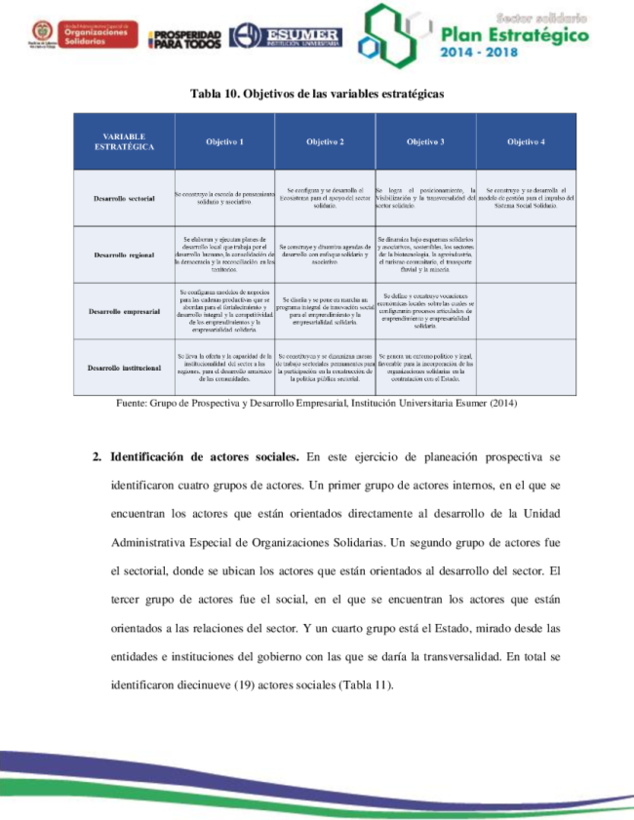 Unidad Administrativa Especial de
Organizaciones
Solidarias
PROSPERIDAD
PARA TODOS
ESUMER
INSTITUCIÓN UNIVERSITARIA
Sector solidario
Plan Estratégico
2014 - 2018
Tabla 10. Objetivos de las variables estratégicas
VARIABLE
ESTRATÉGICA
Objetivo 1
Objetivo 2
Objetivo 3
Objetivo 4
Desarrollo sectorial
Se construye la esencia de pensamiento
solidario y asociativo
Se configura y se desarrolla el
Ecosistema para el apoyo del sector
solidario.
Se logra el posicionamiento, la
Visibilización y la transversalidad del
sector solidario.
Se construye y se desarrolla el
modelo de gestión para el impulso del
Sistema Social Solidario.
Desarrollo regional
Se elaboran y ejecutan planes de
desarrollo local que trabaja por el
desarrollo humano, la consolidación de
la democracia y la reconciliación en los
territorios.
Se construye y dinamiza agendas de
desarrollo con enfoque solidario y
asociativo
Se dinamiza bajo esquemas solidarios
y asociativos, sostenibles, los sectores
de la biotecnología, la agroindustria,
el turismo comunitario, el transporte
fluvial y la minería
Desarrollo empresarial
Se configuran modelos de negocios
para las cadenas productivas que se
abordan para el fortalecimiento y
desarrollo integral y la competitividad
de los emprendimientos y la
empresarialidad solidaria.
Se diseña y se pone en marcha un
programa integral de innovación social
para el emprendimiento y la
empresarialidad solidaria.
Se define y construye vocaciones
económicas locales sobre las cuales se
configurarán procesos articulados de
emprendimiento y empresarialidad
solidaria.
Desarrollo institucional
Se lleva la oferta y la capacidad de la
institucionalidad del sector a las
regiones, para el desarrollo armónico
de las comunidades.
Se constituyen y se dinamizan mesas
de trabajo sectoriales permanentes para
la participación en la construcción de
la política pública sectorial.
Se genera un entorno político y legal,
favorable para la incorporación de las
organizaciones solidarias en la
contratación con el Estado.
Fuente: Grupo de Prospectiva y Desarrollo Empresarial, Institución Universitaria Esumer (2014)
2. Identificación de actores sociales. En este ejercicio de planeación prospectiva se
identificaron cuatro grupos de actores. Un primer grupo de actores internos, en el que se
encuentran los actores que están orientados directamente al desarrollo de la Unidad
Administrativa Especial de Organizaciones Solidarias. Un segundo grupo de actores fue
el sectorial, donde se ubican los actores que están orientados al desarrollo del sector. El
tercer grupo de actores fue el social, en el que se encuentran los actores que están
orientados a las relaciones del sector. Y un cuarto grupo está el Estado, mirado desde las
entidades e instituciones del gobierno con las que se daría la transversalidad. En total se
identificaron diecinueve (19) actores sociales (Tabla 11).